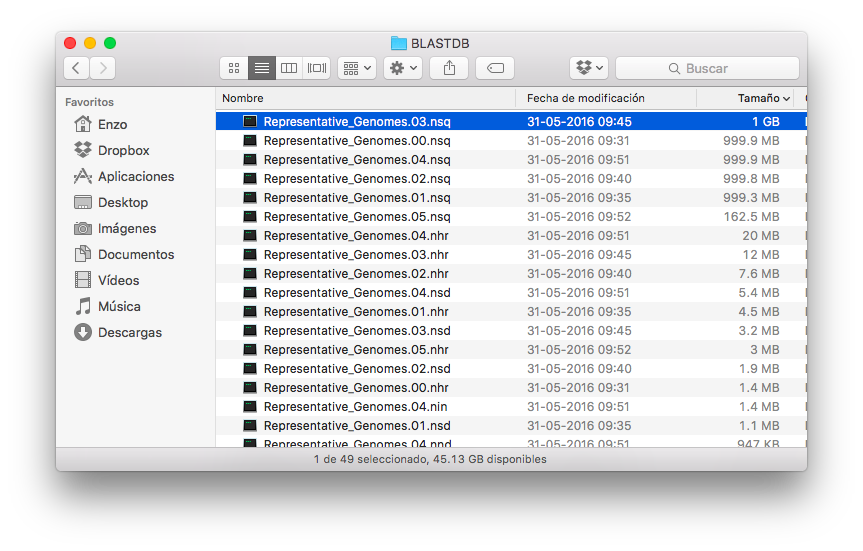 BLASTDB
Buscar
Favoritos
Enzo
Dropbox
Aplicaciones
Desktop
Imágenes
Documentos
Vídeos
Música
Descargas
Nombre Fecha de modificación Tamaño
Representative_Genomes.03.nsq 31-05-2016 09:45 1 GB
Representative_Genomes.00.nsq 31-05-2016 09:31 999.9 MB
Representative_Genomes.04.nsq 31-05-2016 09:51 999.9 MB
Representative_Genomes.02.nsq 31-05-2016 09:40 999.8 MB
Representative_Genomes.01.nsq 31-05-2016 09:35 999.3 MB
Representative_Genomes.05.nsq 31-05-2016 09:52 162.5 MB
Representative_Genomes.04.nhr 31-05-2016 09:51 20 MB
Representative_Genomes.03.nhr 31-05-2016 09:45 12 MB
Representative_Genomes.02.nhr 31-05-2016 09:40 7.6 MB
Representative_Genomes.04.nsd 31-05-2016 09:51 5.4 MB
Representative_Genomes.01.nhr 31-05-2016 09:35 4.5 MB
Representative_Genomes.03.nsd 31-05-2016 09:45 3.2 MB
Representative_Genomes.05.nhr 31-05-2016 09:52 3 MB
Representative_Genomes.02.nsd 31-05-2016 09:40 1.9 MB
Representative_Genomes.00.nhr 31-05-2016 09:31 1.4 MB
Representative_Genomes.04.nin 31-05-2016 09:51 1.4 MB
Representative_Genomes.01.nsd 31-05-2016 09:35 1.1 MB
Representative_Genomes.04.nnd 31-05-2016 09:51 947 KB
1 de 49 seleccionado, 45.13 GB disponibles